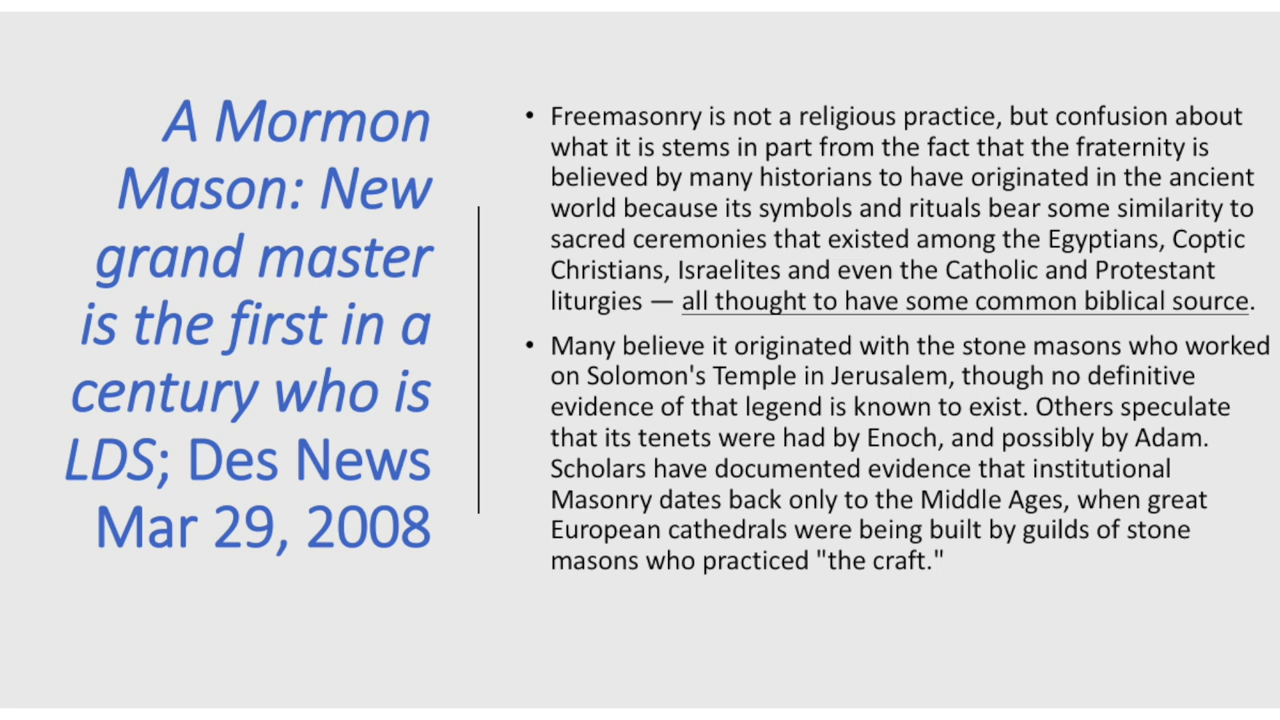 A Mormon
Mason: New
grand master
is the first in a
century who is
LDS; Des News
Mar 29, 2008
• Freemasonry is not a religious practice, but confusion about
what it is stems in part from the fact that the fraternity is
believed by many historians to have originated in the ancient
world because its symbols and rituals bear some similarity to
sacred ceremonies that existed among the Egyptians, Coptic
Christians, Israelites and even the Catholic and Protestant
liturgies — all thought to have some common biblical source.
• Many believe it originated with the stone masons who worked
on Solomon's Temple in Jerusalem, though no definitive
evidence of that legend is known to exist. Others speculate
that its tenets were had by Enoch, and possibly by Adam.
Scholars have documented evidence that institutional
Masonry dates back only to the Middle Ages, when great
European cathedrals were being built by guilds of stone
masons who practiced "the craft."